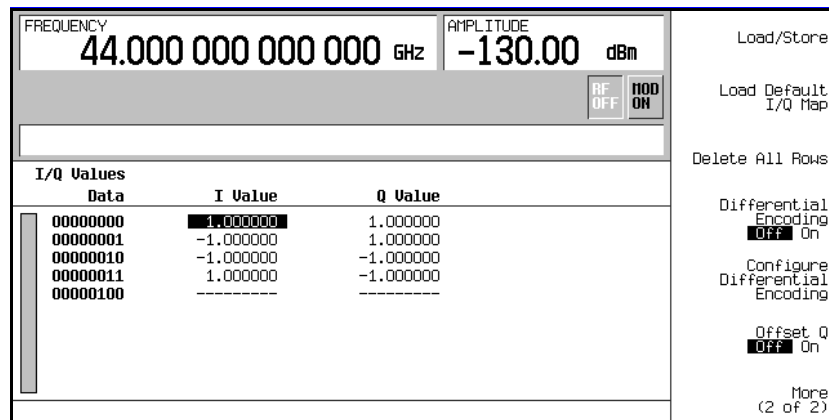 FREQUENCY
44.000 000 000 000 GHz
AMPLITUDE
-130.00 dBm
RF OFF
MOD ON
I/Q Values
Data I Value Q Value
00000000 1.000000 1.000000
00000001 -1.000000 1.000000
00000010 -1.000000 -1.000000
00000011 1.000000 -1.000000
00000100 --------- ---------
Load/Store
Load Default
I/Q Map
Delete All Rows
Differential
Encoding
Off On
Configure
Differential
Encoding
Offset Q
Off On
More
(2 of 2)